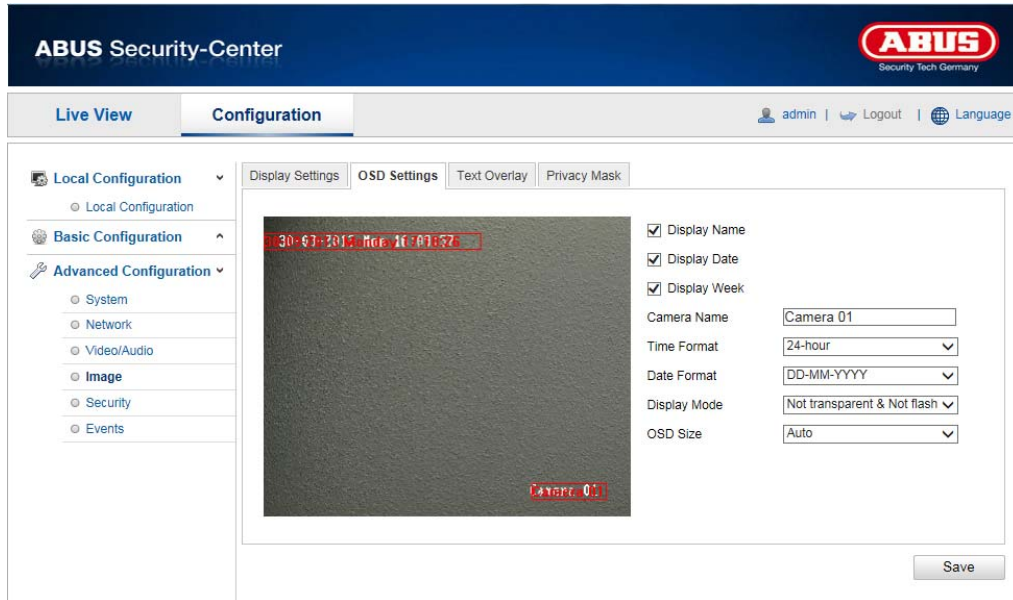 ABUS Security-Center
ABUS
Security Tech Germany
Live View
Configuration
admin | Logout | Language
Local Configuration
Local Configuration
Basic Configuration
Advanced Configuration
System
Network
Video/Audio
Image
Security
Events
Display Settings
OSD Settings
Text Overlay
Privacy Mask
Monday
Camera 01
Display Name
Display Date
Display Week
Camera Name Camera 01
Time Format 24-hour
Date Format DD-MM-YYYY
Display Mode Not transparent & Not flash
OSD Size Auto
Save